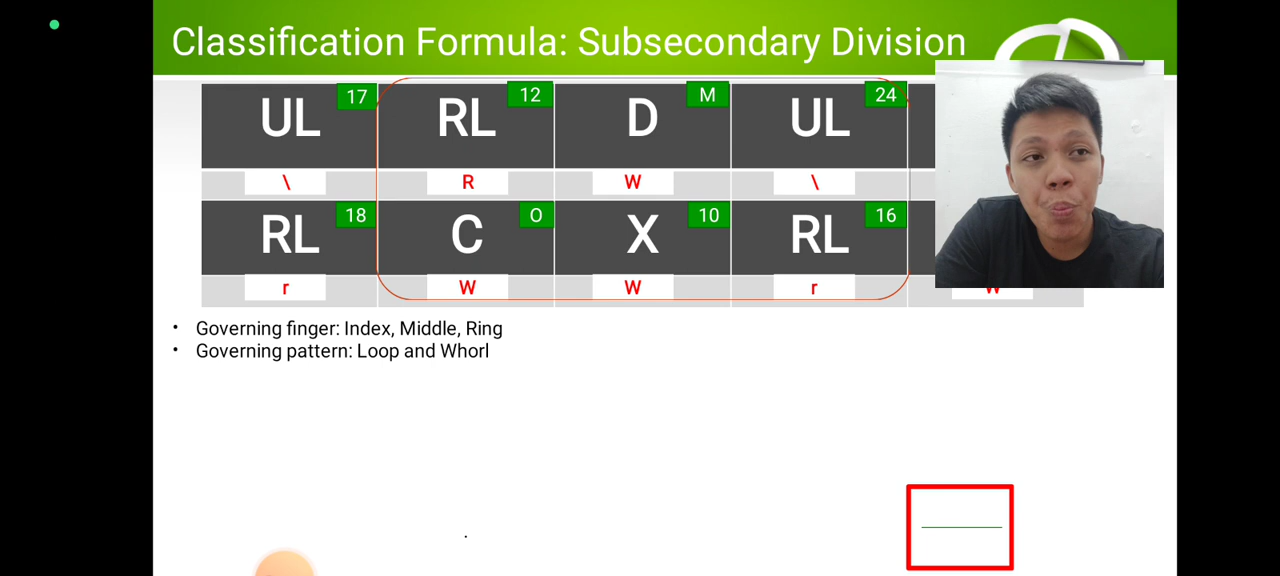 Classification Formula: Subsecondary Division
UL 17 RL 12 D M UL 24
\ R W \
RL 18 C O X 10 RL 16
r W W r
• Governing finger: Index, Middle, Ring
• Governing pattern: Loop and Whorl